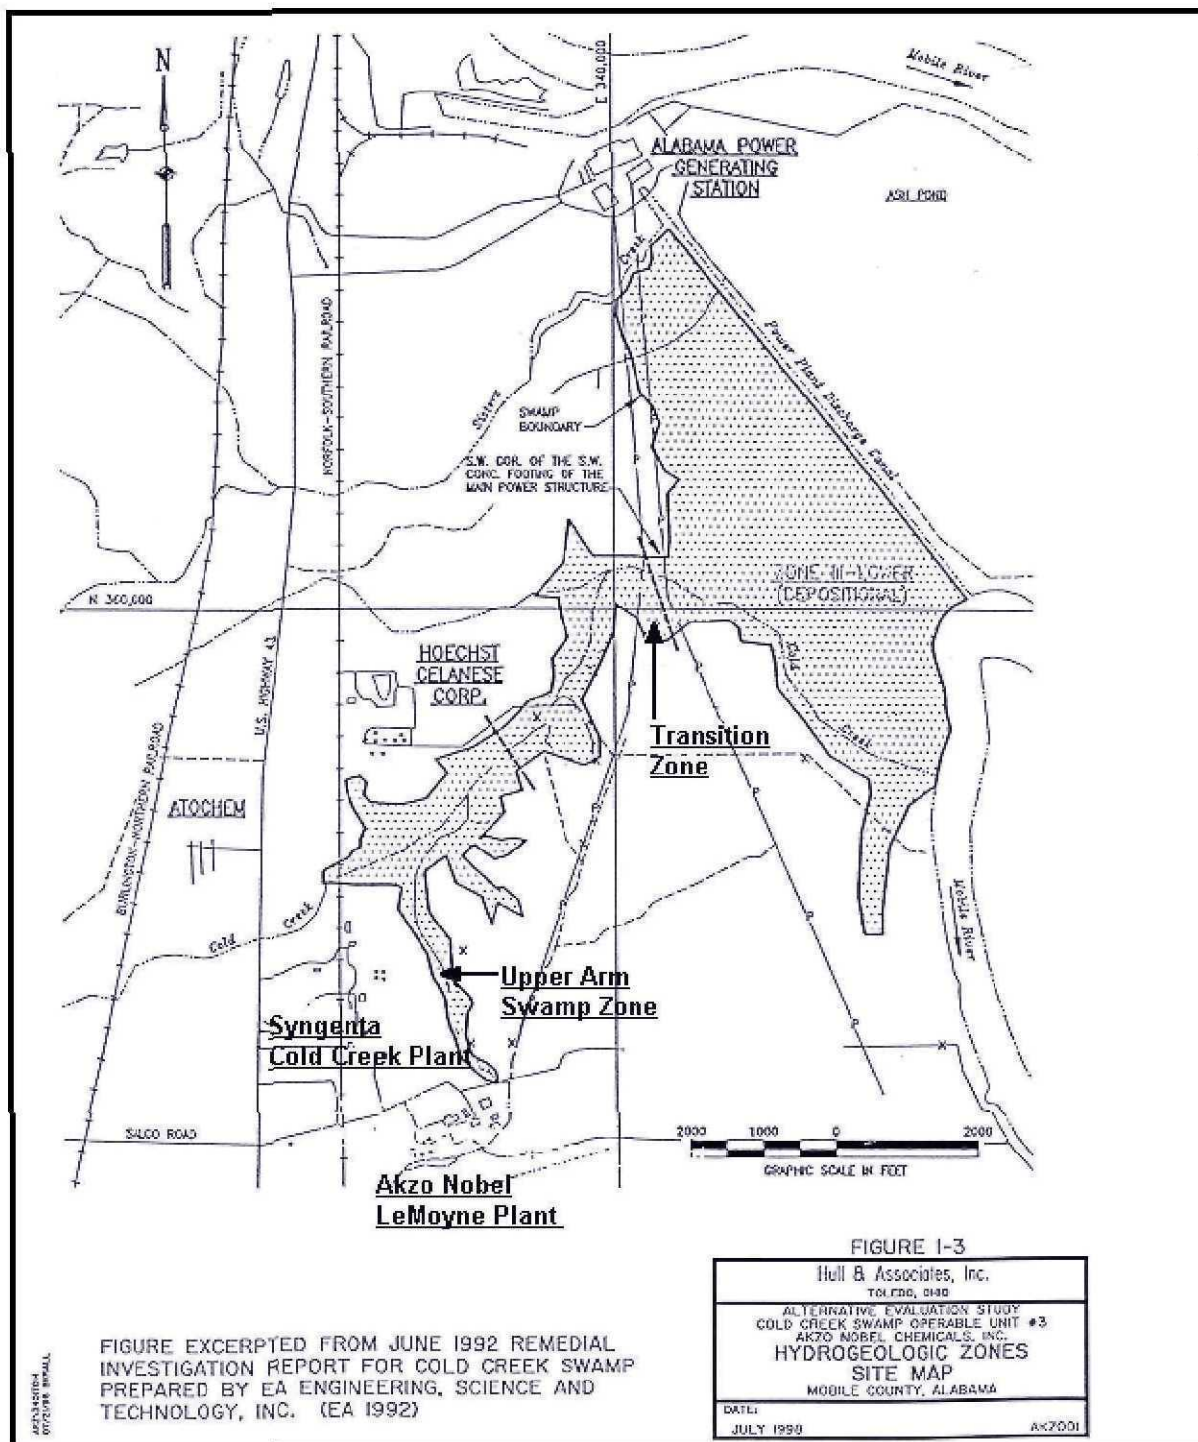 N
E 340,000
Mobile River
ALABAMA POWER
GENERATING
STATION
ASH POND
Creek
NORFOLK-SOUTHERN RAILROAD
Power Plant Discharge Canal
Sisters
SWAMP
BOUNDARY
P
S.W. COR. OF THE S.W.
CONC. FOOTING OF THE
MAIN POWER STRUCTURE
P
ZONE III-LOWER
(DEPOSITIONAL)
N 360,000
Cold
U.S. HIGHWAY 43
HOECHST
CELANESE
CORP.
P
P
X
Creek
Transition
Zone
X
BURLINGTON-NORTHERN RAILROAD
ATOCHEM
P
P
Cold Creek
P
P
Mobile River
X
Upper Arm
Swamp Zone
Syngenta
Cold Creek Plant
P
X
X
X
SALCO ROAD
2000 1000 0 2000
GRAPHIC SCALE IN FEET
Akzo Nobel
LeMoyne Plant
FIGURE 1-3
Hull & Associates, Inc.
TOLEDO, OHIO
ALTERNATIVE EVALUATION STUDY
COLD CREEK SWAMP OPERABLE UNIT #3
AKZO NOBEL CHEMICALS, INC.
HYDROGEOLOGIC ZONES
SITE MAP
MOBILE COUNTY, ALABAMA
DATE:
JULY 1998
AKZ001
FIGURE EXCERPTED FROM JUNE 1992 REMEDIAL
INVESTIGATION REPORT FOR COLD CREEK SWAMP
PREPARED BY EA ENGINEERING, SCIENCE AND
TECHNOLOGY, INC. (EA 1992)